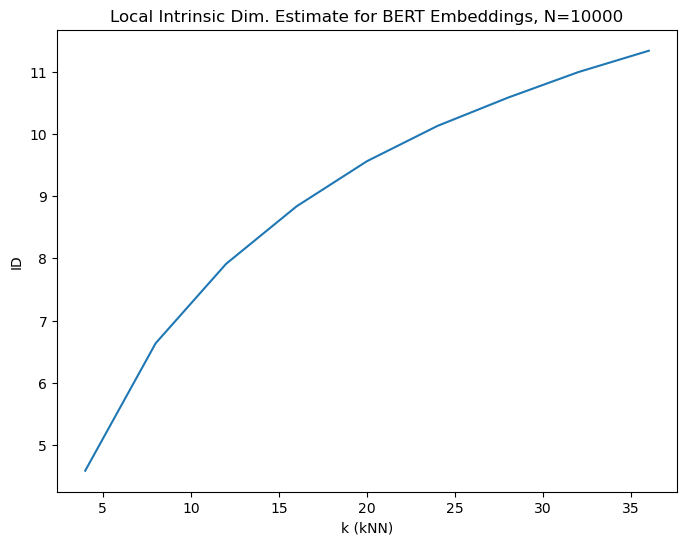 Local Intrinsic Dim. Estimate for BERT Embeddings, N=10000
11
10
9
8
7
6
5
ID
5 10 15 20 25 30 35
k (kNN)